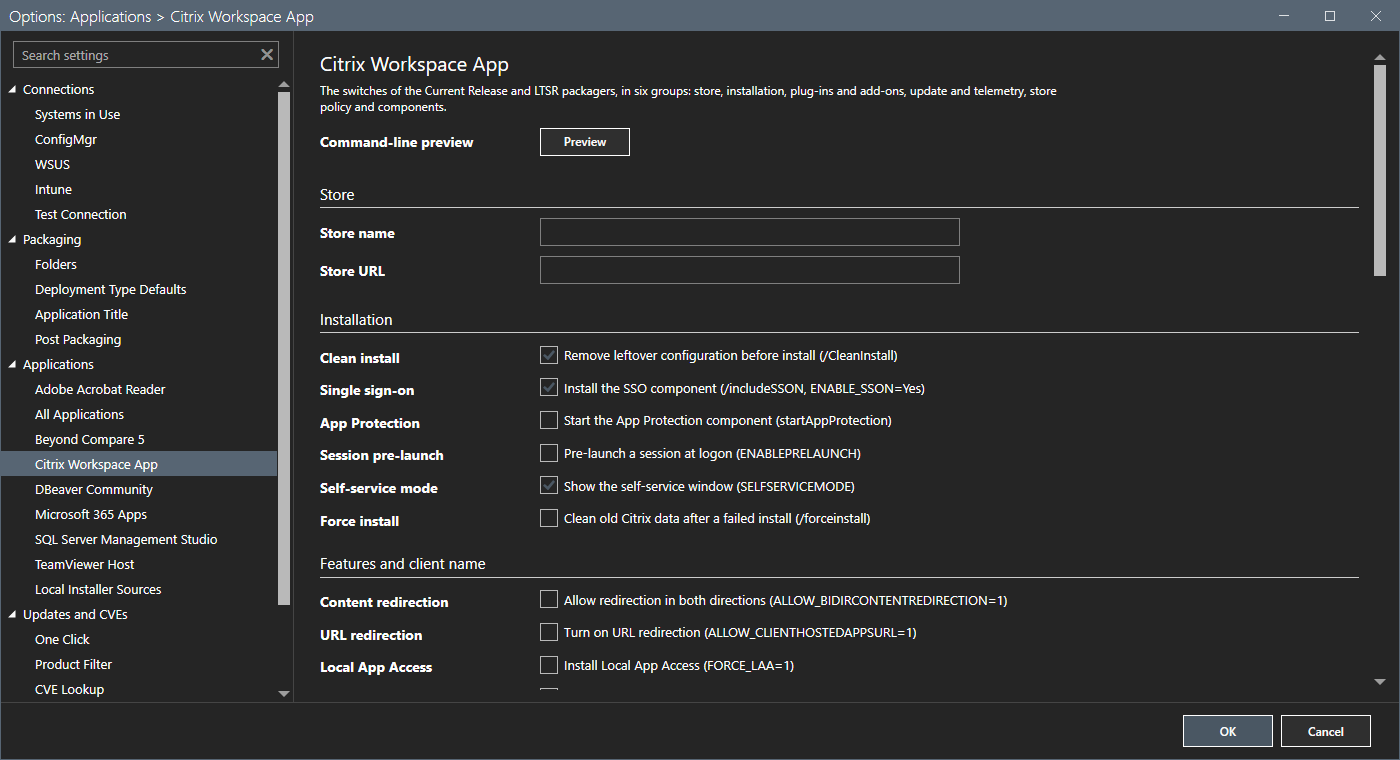 Options: Applications > Citrix Workspace App
Search settings
Connections
Systems in Use
ConfigMgr
WSUS
Intune
Test Connection
Packaging
Folders
Deployment Type Defaults
Application Title
Post Packaging
Applications
Adobe Acrobat Reader
All Applications
Beyond Compare 5
Citrix Workspace App
DBeaver Community
Microsoft 365 Apps
SQL Server Management Studio
TeamViewer Host
Local Installer Sources
Updates and CVEs
One Click
Product Filter
CVE Lookup
Citrix Workspace App
The switches of the Current Release and LTSR packagers, in six groups: store, installation, plug-ins and add-ons, update and telemetry, store
policy and components.
Command-line preview Preview
Store
Store name
Store URL
Installation
Clean install Remove leftover configuration before install (/CleanInstall)
Single sign-on Install the SSO component (/includeSSON, ENABLE_SSON=Yes)
App Protection Start the App Protection component (startAppProtection)
Session pre-launch Pre-launch a session at logon (ENABLEPRELAUNCH)
Self-service mode Show the self-service window (SELFSERVICEMODE)
Force install Clean old Citrix data after a failed install (/forceinstall)
Features and client name
Content redirection Allow redirection in both directions (ALLOW_BIDIRCONTENTREDIRECTION=1)
URL redirection Turn on URL redirection (ALLOW_CLIENTHOSTEDAPPSURL=1)
Local App Access Install Local App Access (FORCE_LAA=1)
OK Cancel